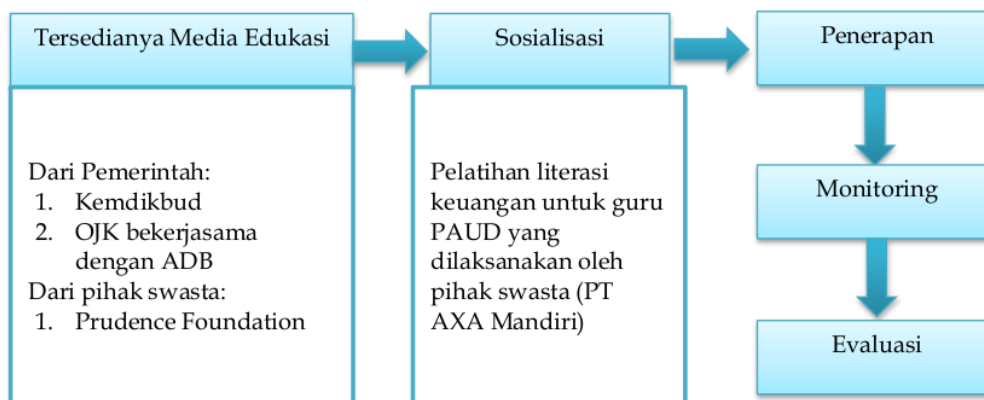 Tersedianya Media Edukasi
Dari Pemerintah:
1. Kemdikbud
2. OJK bekerjasama
dengan ADB
Dari pihak swasta:
1. Prudence Foundation
Sosialisasi
Pelatihan literasi
keuangan untuk guru
PAUD yang
dilaksanakan oleh
pihak swasta (PT
AXA Mandiri)
Penerapan
Monitoring
Evaluasi